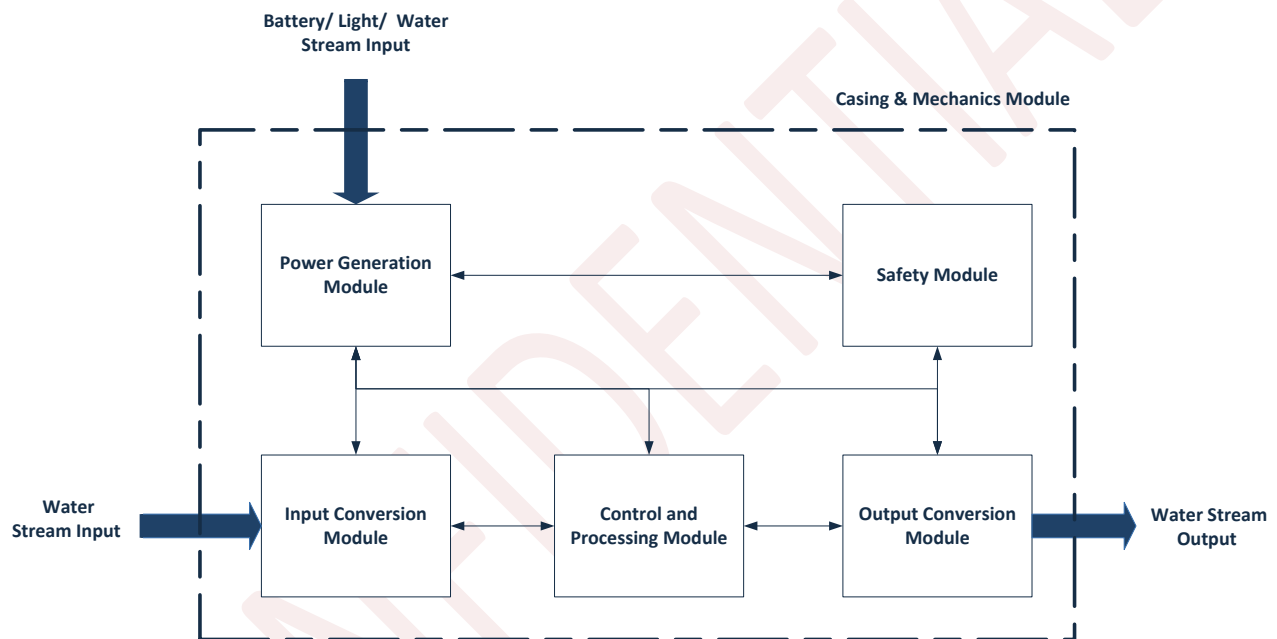 Battery/ Light/ Water
Stream Input
Casing & Mechanics Module
Power Generation
Module
Safety Module
Water
Stream Input
Input Conversion
Module
Control and
Processing Module
Output Conversion
Module
Water Stream
Output
NFIDENTIAL